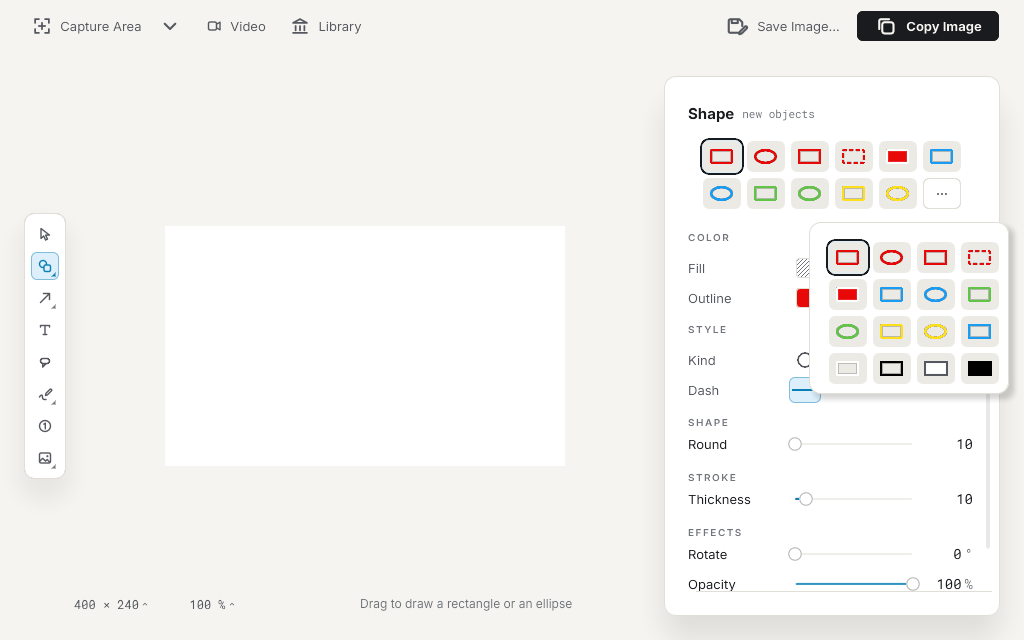 Capture Area
Video
Library
Save Image...
Copy Image
Shape new objects
COLOR
Fill
Outline
STYLE
Kind
Dash
SHAPE
Round 10
STROKE
Thickness 10
EFFECTS
Rotate 0 °
Opacity 100 %
400 × 240
100 %
Drag to draw a rectangle or an ellipse